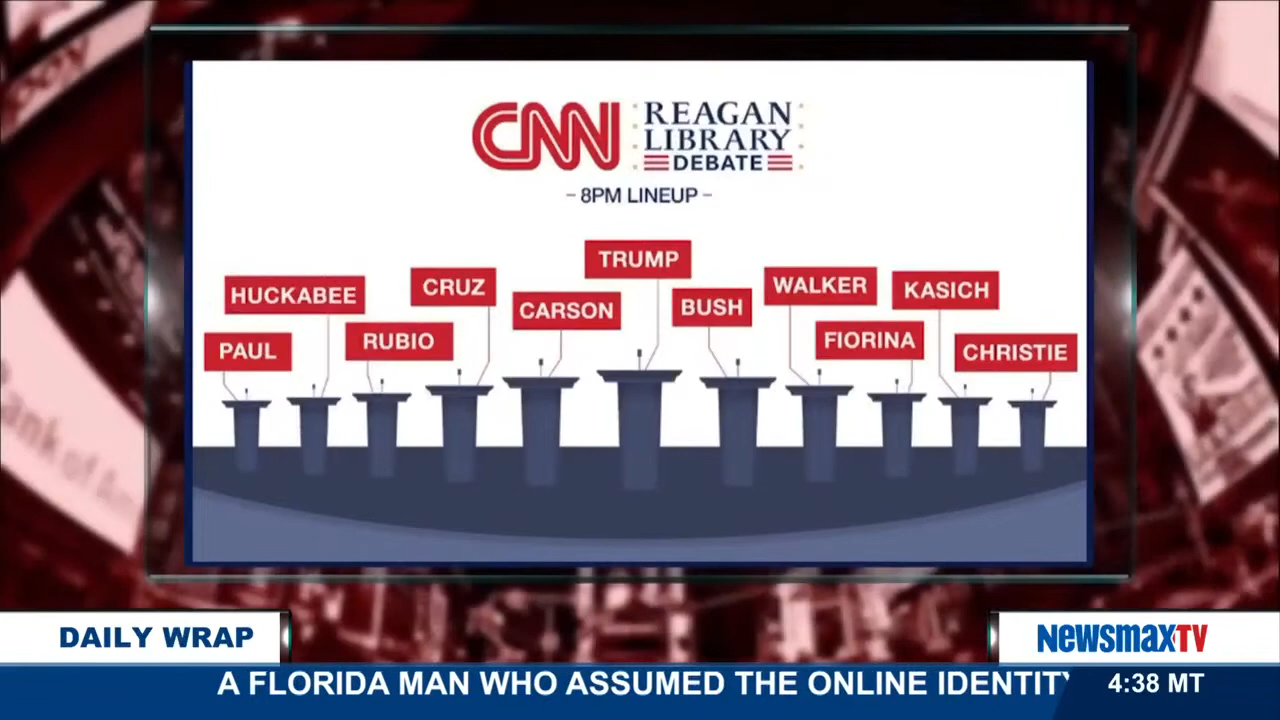 CNN
REAGAN
LIBRARY
DEBATE
- 8PM LINEUP -
PAUL
HUCKABEE
RUBIO
CRUZ
CARSON
TRUMP
BUSH
WALKER
FIORINA
KASICH
CHRISTIE
DAILY WRAP
NEWSMAXTV
A FLORIDA MAN WHO ASSUMED THE ONLINE IDENTITY
4:38 MT